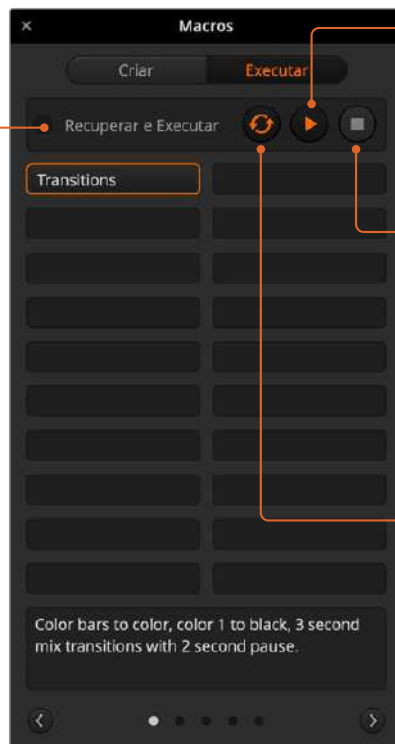 Macros
Criar
Executar
Recuperar e Executar
Transitions
Color bars to color, color 1 to black, 3 second
mix transitions with 2 second pause.